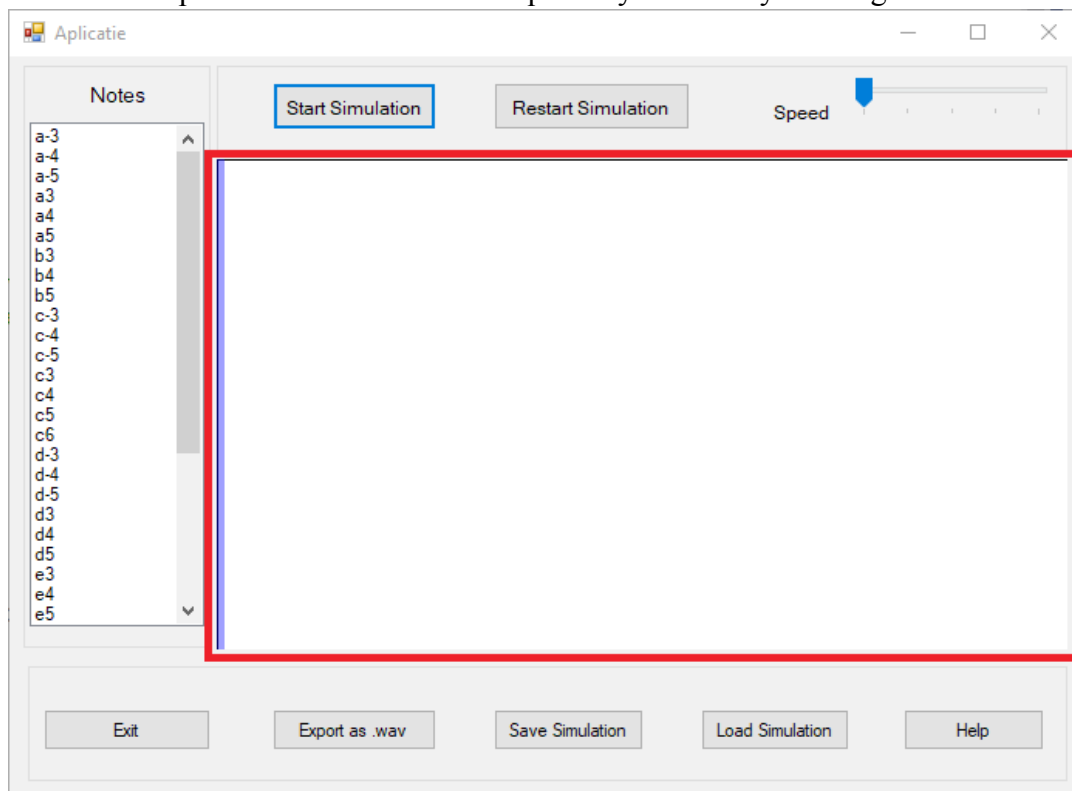 Aplicatie
Notes
Start Simulation
Restart Simulation
Speed
a-3
a-4
a-5
a3
a4
a5
b3
b4
b5
c-3
c-4
c-5
c3
c4
c5
c6
d-3
d-4
d-5
d3
d4
d5
e3
e4
e5
Exit
Export as .wav
Save Simulation
Load Simulation
Help